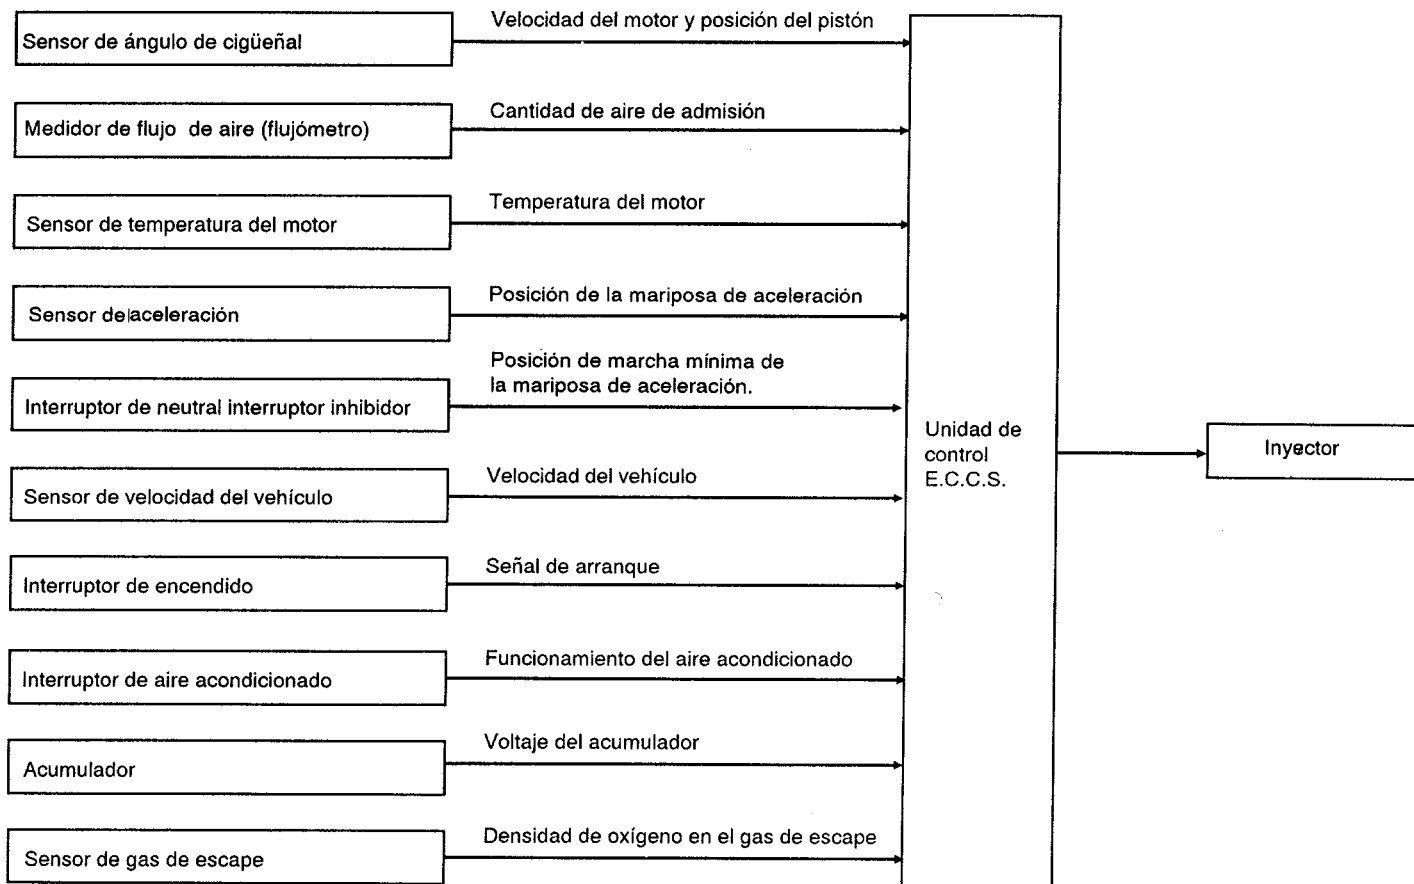 Velocidad del motor y posición del pistón
Sensor de ángulo de cigüeñal
Cantidad de aire de admisión
Medidor de flujo de aire (flujómetro)
Temperatura del motor
Sensor de temperatura del motor
Posición de la mariposa de aceleración
Sensor de aceleración
Posición de marcha mínima de
la mariposa de aceleración.
Interruptor de neutral interruptor inhibidor
Unidad de
control
E.C.C.S.
Inyector
Velocidad del vehículo
Sensor de velocidad del vehículo
Señal de arranque
Interruptor de encendido
Funcionamiento del aire acondicionado
Interruptor de aire acondicionado
Voltaje del acumulador
Acumulador
Densidad de oxígeno en el gas de escape
Sensor de gas de escape